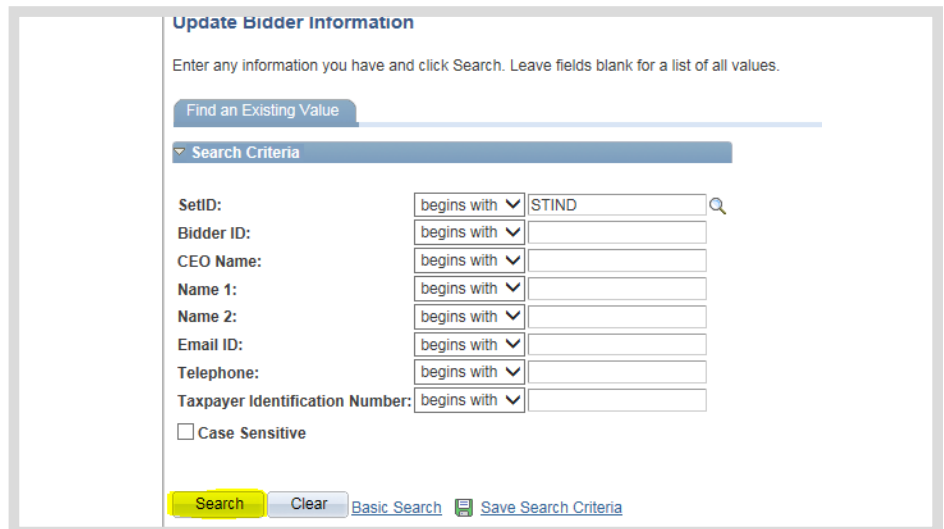 Update Bidder Information
Enter any information you have and click Search. Leave fields blank for a list of all values.
Find an Existing Value
Search Criteria
SetID: begins with STIND
Bidder ID: begins with
CEO Name: begins with
Name 1: begins with
Name 2: begins with
Email ID: begins with
Telephone: begins with
Taxpayer Identification Number: begins with
Case Sensitive
Search Clear Basic Search Save Search Criteria